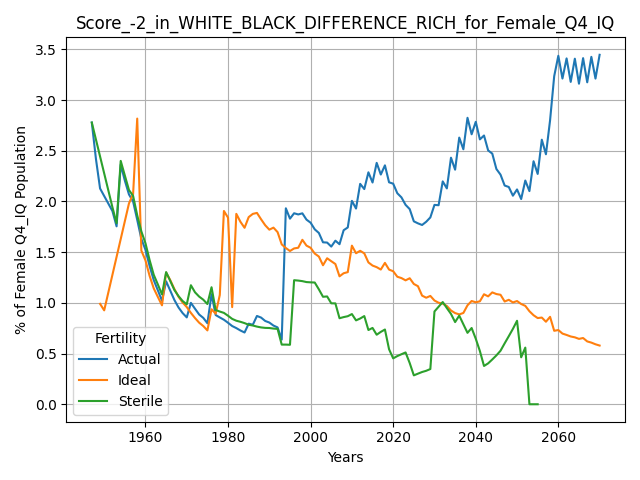 Score_-2_in_WHITE_BLACK_DIFFERENCE_RICH_for_Female_Q4_IQ
% of Female Q4_IQ Population
3.5
3.0
2.5
2.0
1.5
1.0
0.5
0.0
Fertility
Actual
Ideal
Sterile
1960
1980
2000
2020
2040
2060
Years